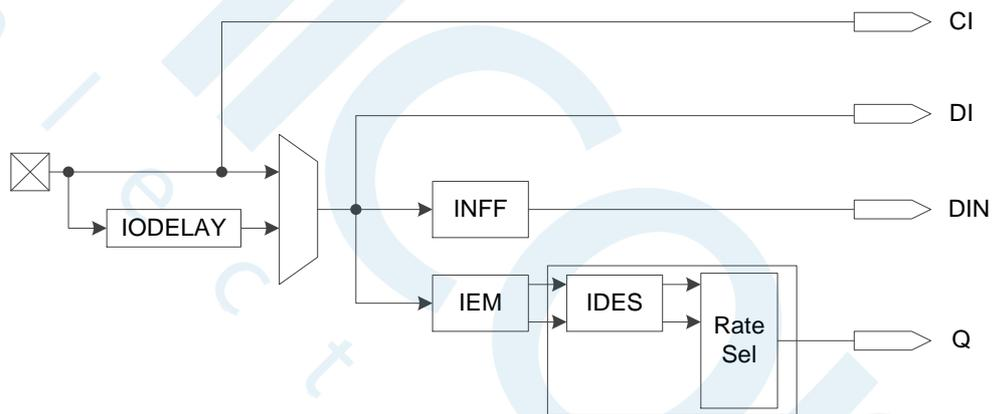 CI
DI
IODELAY
INFF
DIN
IEM
IDES
Rate
Sel
Q
e
c
t